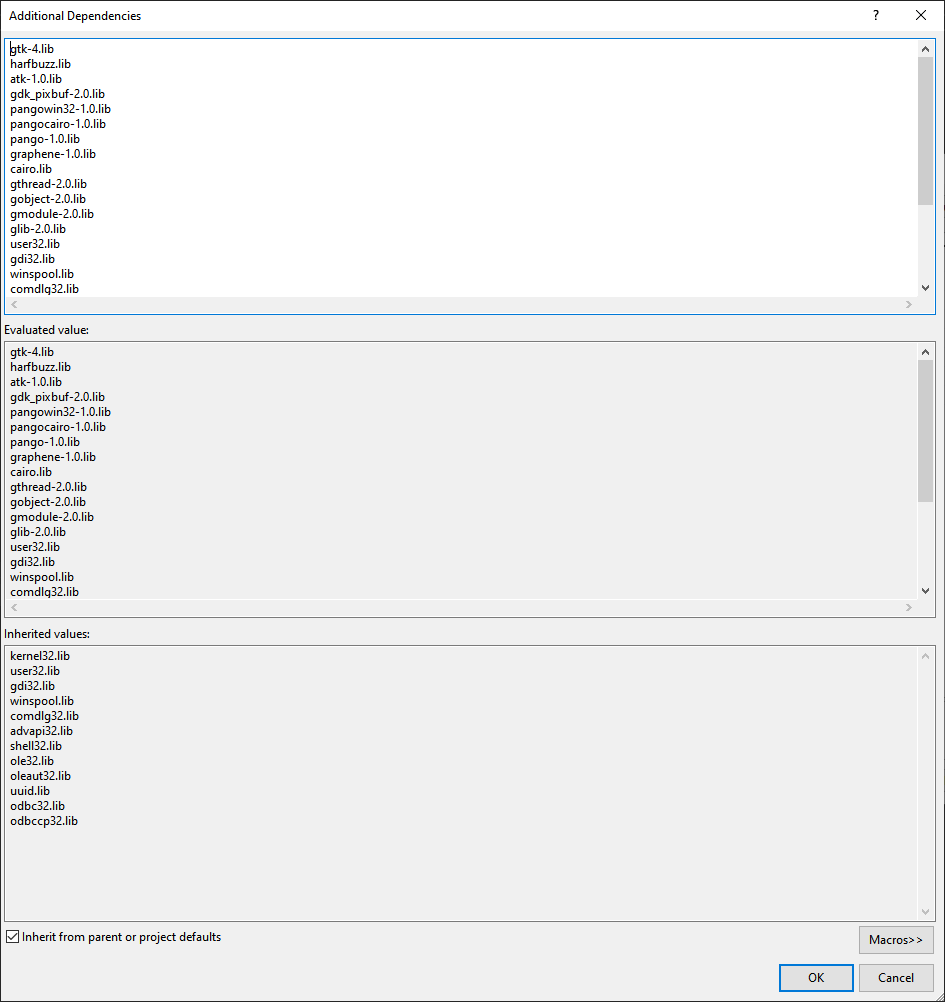 Additional Dependencies
gtk-4.lib
harfbuzz.lib
atk-1.0.lib
gdk_pixbuf-2.0.lib
pangowin32-1.0.lib
pangocairo-1.0.lib
pango-1.0.lib
graphene-1.0.lib
cairo.lib
gthread-2.0.lib
gobject-2.0.lib
gmodule-2.0.lib
glib-2.0.lib
user32.lib
gdi32.lib
winspool.lib
comdlg32.lib
Evaluated value:
gtk-4.lib
harfbuzz.lib
atk-1.0.lib
gdk_pixbuf-2.0.lib
pangowin32-1.0.lib
pangocairo-1.0.lib
pango-1.0.lib
graphene-1.0.lib
cairo.lib
gthread-2.0.lib
gobject-2.0.lib
gmodule-2.0.lib
glib-2.0.lib
user32.lib
gdi32.lib
winspool.lib
comdlg32.lib
Inherited values:
kernel32.lib
user32.lib
gdi32.lib
winspool.lib
comdlg32.lib
advapi32.lib
shell32.lib
ole32.lib
oleaut32.lib
uuid.lib
odbc32.lib
odbccp32.lib
Inherit from parent or project defaults
Macros>>
OK
Cancel